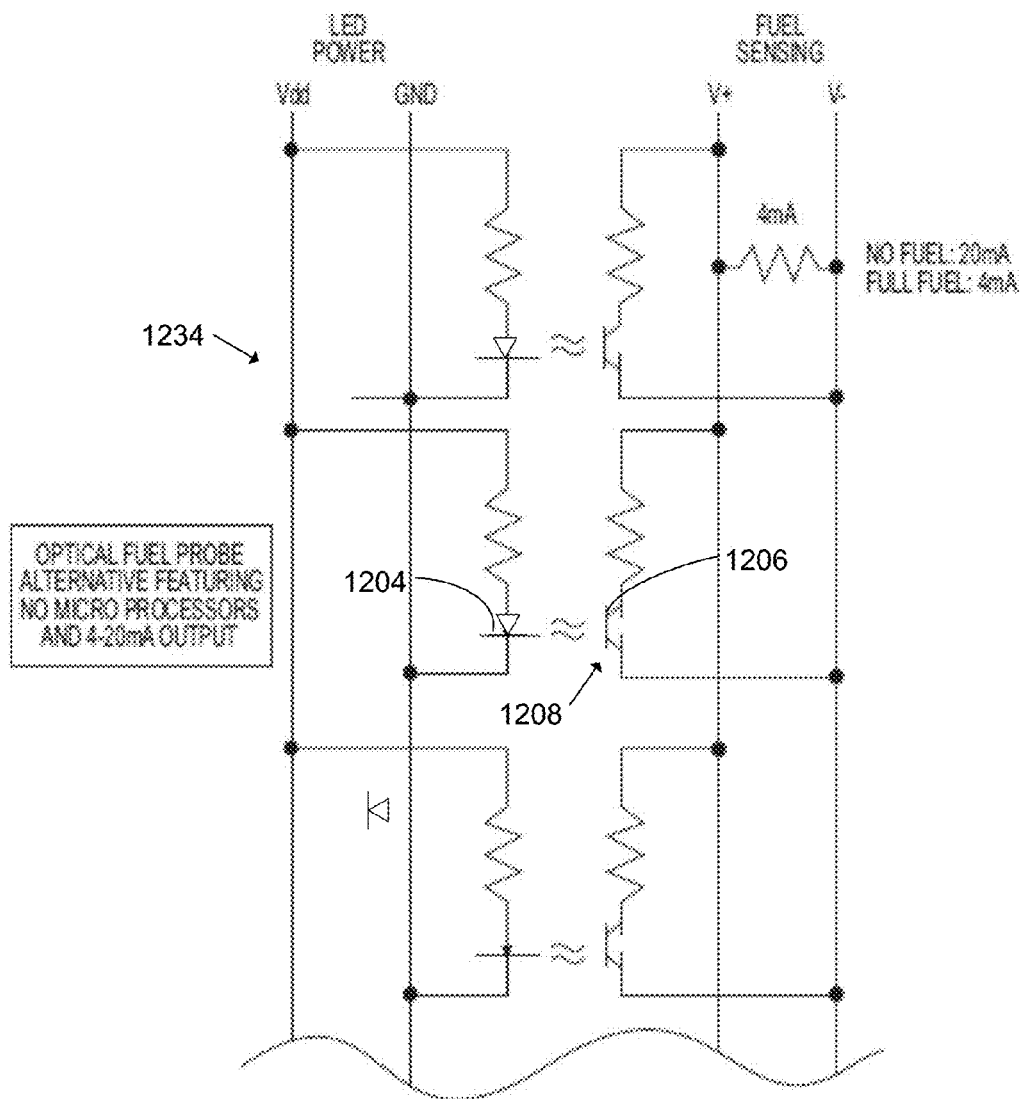 LED
POWER
FUEL
SENSING
Vdd
GND
V+
V-
4mA
NO FUEL: 20mA
FULL FUEL: 4mA
1234
OPTICAL FUEL PROBE
ALTERNATIVE FEATURING
NO MICRO PROCESSORS
AND 4-20mA OUTPUT
1204
1206
1208